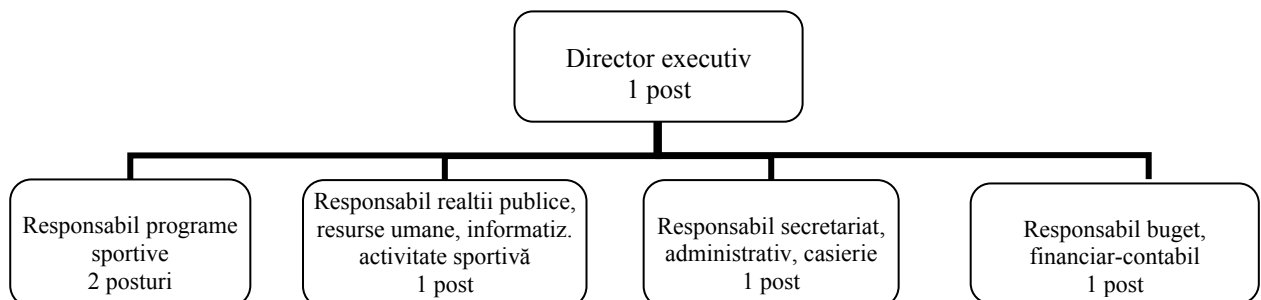 Director executiv
1 post
Responsabil programe
sportive
2 posturi
Responsabil realtii publice,
resurse umane, informatiz.
activitate sportivă
1 post
Responsabil secretariat,
administrativ, casierie
1 post
Responsabil buget,
financiar-contabil
1 post